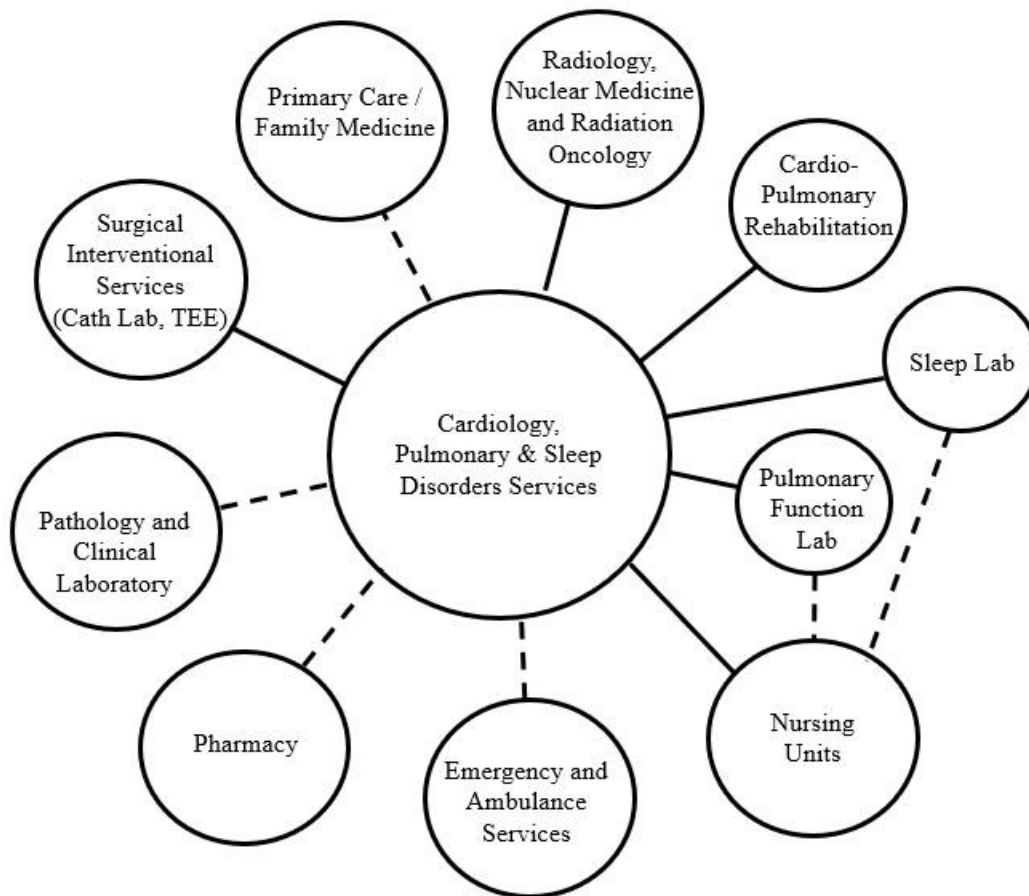 Primary Care /
Family Medicine
Radiology,
Nuclear Medicine
and Radiation
Oncology
Cardio-
Pulmonary
Rehabilitation
Surgical
Interventional
Services
(Cath Lab, TEE)
Sleep Lab
Cardiology,
Pulmonary & Sleep
Disorders Services
Pulmonary
Function
Lab
Pathology and
Clinical
Laboratory
Pharmacy
Emergency and
Ambulance
Services
Nursing
Units